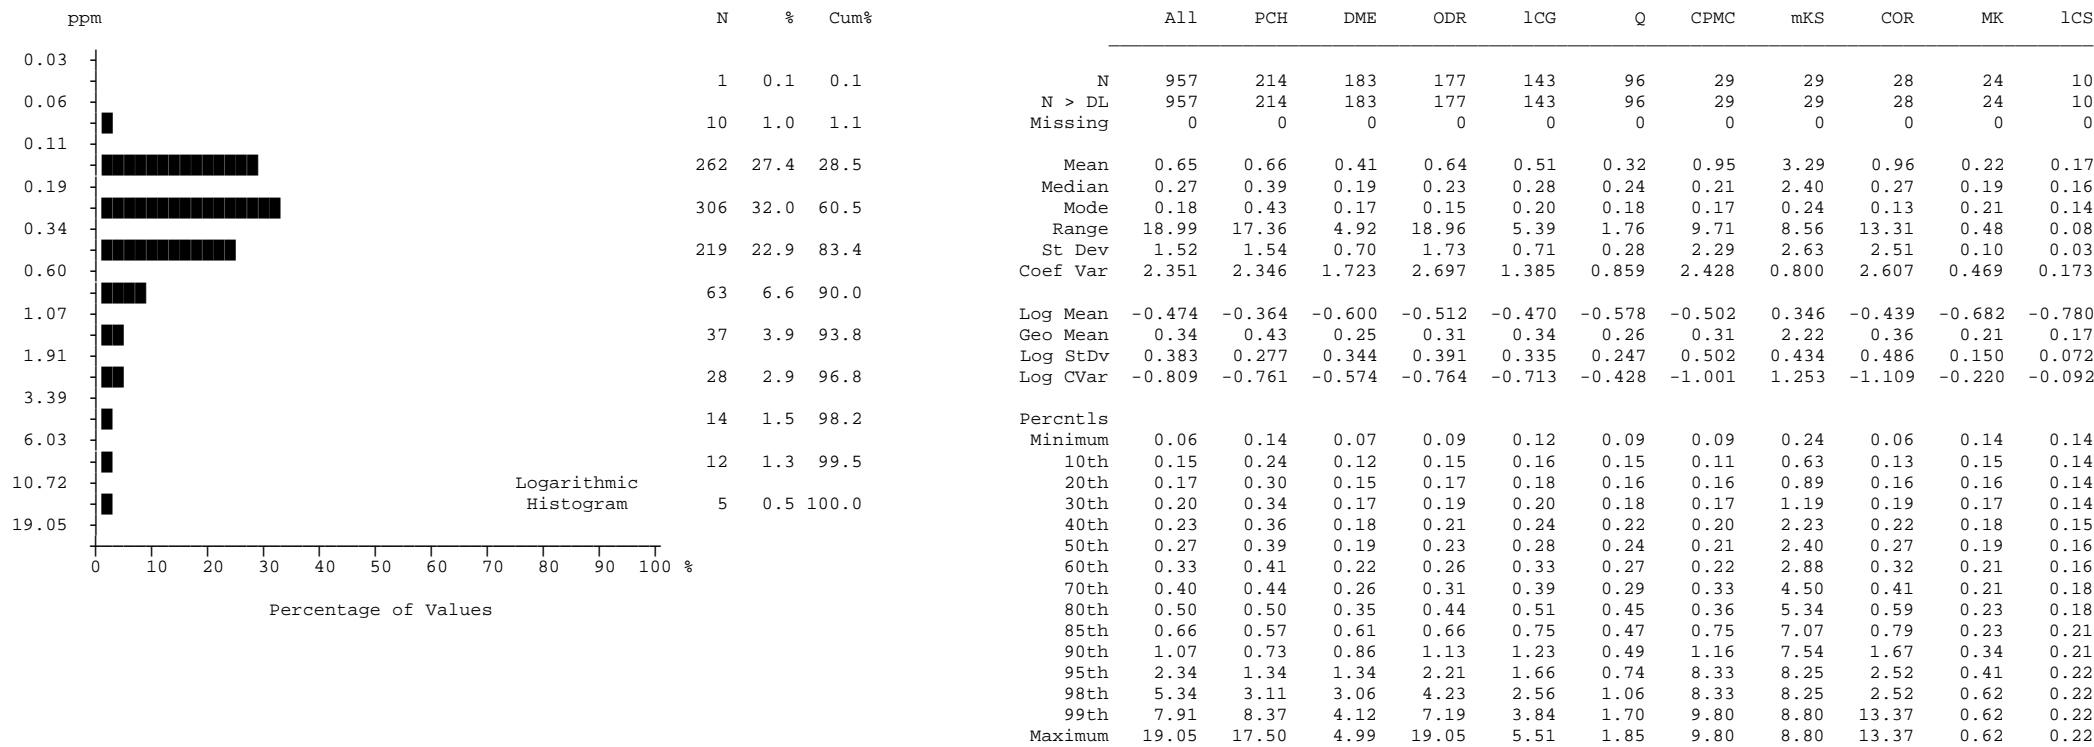 ppm N % Cum% All PCH DME ODR lCG Q CPMC mKS COR MK lCS
0.03
1 0.1 0.1 N 957 214 183 177 143 96 29 29 28 24 10
0.06 N > DL 957 214 183 177 143 96 29 29 28 24 10
10 1.0 1.1 Missing 0 0 0 0 0 0 0 0 0 0 0
0.11
262 27.4 28.5 Mean 0.65 0.66 0.41 0.64 0.51 0.32 0.95 3.29 0.96 0.22 0.17
0.19 Median 0.27 0.39 0.19 0.23 0.28 0.24 0.21 2.40 0.27 0.19 0.16
306 32.0 60.5 Mode 0.18 0.43 0.17 0.15 0.20 0.18 0.17 0.24 0.13 0.21 0.14
0.34 Range 18.99 17.36 4.92 18.96 5.39 1.76 9.71 8.56 13.31 0.48 0.08
219 22.9 83.4 St Dev 1.52 1.54 0.70 1.73 0.71 0.28 2.29 2.63 2.51 0.10 0.03
0.60 Coef Var 2.351 2.346 1.723 2.697 1.385 0.859 2.428 0.800 2.607 0.469 0.173
63 6.6 90.0
1.07 Log Mean -0.474 -0.364 -0.600 -0.512 -0.470 -0.578 -0.502 0.346 -0.439 -0.682 -0.780
37 3.9 93.8 Geo Mean 0.34 0.43 0.25 0.31 0.34 0.26 0.31 2.22 0.36 0.21 0.17
1.91 Log StDv 0.383 0.277 0.344 0.391 0.335 0.247 0.502 0.434 0.486 0.150 0.072
28 2.9 96.8 Log CVar -0.809 -0.761 -0.574 -0.764 -0.713 -0.428 -1.001 1.253 -1.109 -0.220 -0.092
3.39
14 1.5 98.2 Percntls
6.03 Minimum 0.06 0.14 0.07 0.09 0.12 0.09 0.09 0.24 0.06 0.14 0.14
12 1.3 99.5 10th 0.15 0.24 0.12 0.15 0.16 0.15 0.11 0.63 0.13 0.15 0.14
10.72 Logarithmic 20th 0.17 0.30 0.15 0.17 0.18 0.16 0.16 0.89 0.16 0.16 0.14
Histogram 5 0.5 100.0 30th 0.20 0.34 0.17 0.19 0.20 0.18 0.17 1.19 0.19 0.17 0.14
19.05 40th 0.23 0.36 0.18 0.21 0.24 0.22 0.20 2.23 0.22 0.18 0.15
50th 0.27 0.39 0.19 0.23 0.28 0.24 0.21 2.40 0.27 0.19 0.16
0 10 20 30 40 50 60 70 80 90 100 % 60th 0.33 0.41 0.22 0.26 0.33 0.27 0.22 2.88 0.32 0.21 0.16
70th 0.40 0.44 0.26 0.31 0.39 0.29 0.33 4.50 0.41 0.21 0.18
Percentage of Values 80th 0.50 0.50 0.35 0.44 0.51 0.45 0.36 5.34 0.59 0.23 0.18
85th 0.66 0.57 0.61 0.66 0.75 0.47 0.75 7.07 0.79 0.23 0.21
90th 1.07 0.73 0.86 1.13 1.23 0.49 1.16 7.54 1.67 0.34 0.21
95th 2.34 1.34 1.34 2.21 1.66 0.74 8.33 8.25 2.52 0.41 0.22
98th 5.34 3.11 3.06 4.23 2.56 1.06 8.33 8.25 2.52 0.62 0.22
99th 7.91 8.37 4.12 7.19 3.84 1.70 9.80 8.80 13.37 0.62 0.22
Maximum 19.05 17.50 4.99 19.05 5.51 1.85 9.80 8.80 13.37 0.62 0.22